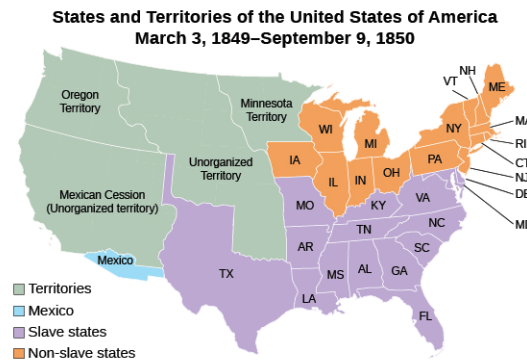 States and Territories of the United States of America
March 3, 1849–September 9, 1850
Oregon
Territory
Minnesota
Territory
Unorganized
Territory
Mexican Cession
(Unorganized territory)
Mexico
NH
VT
ME
WI
MI
NY
MA
RI
CT
NJ
PA
DE
IA
IL
IN
OH
MO
KY
VA
TN
NC
AR
SC
TX
LA
MS
AL
GA
FL
Territories
Mexico
Slave states
Non-slave states